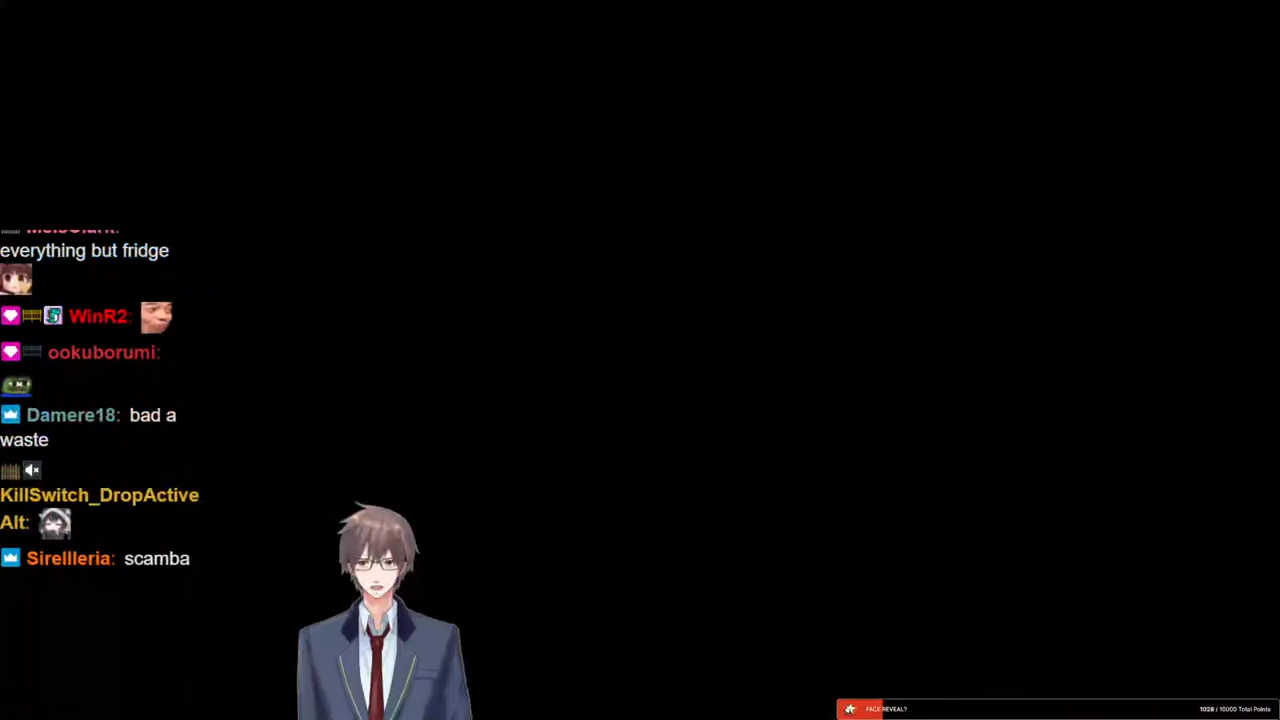 everything but fridge
WinR2:
ookuborumi:
Damere18: bad a
waste
KillSwitch_DropActive
Alt:
Sirellleria: scamba
FACE REVEAL?
1028 / 10000 Total Points